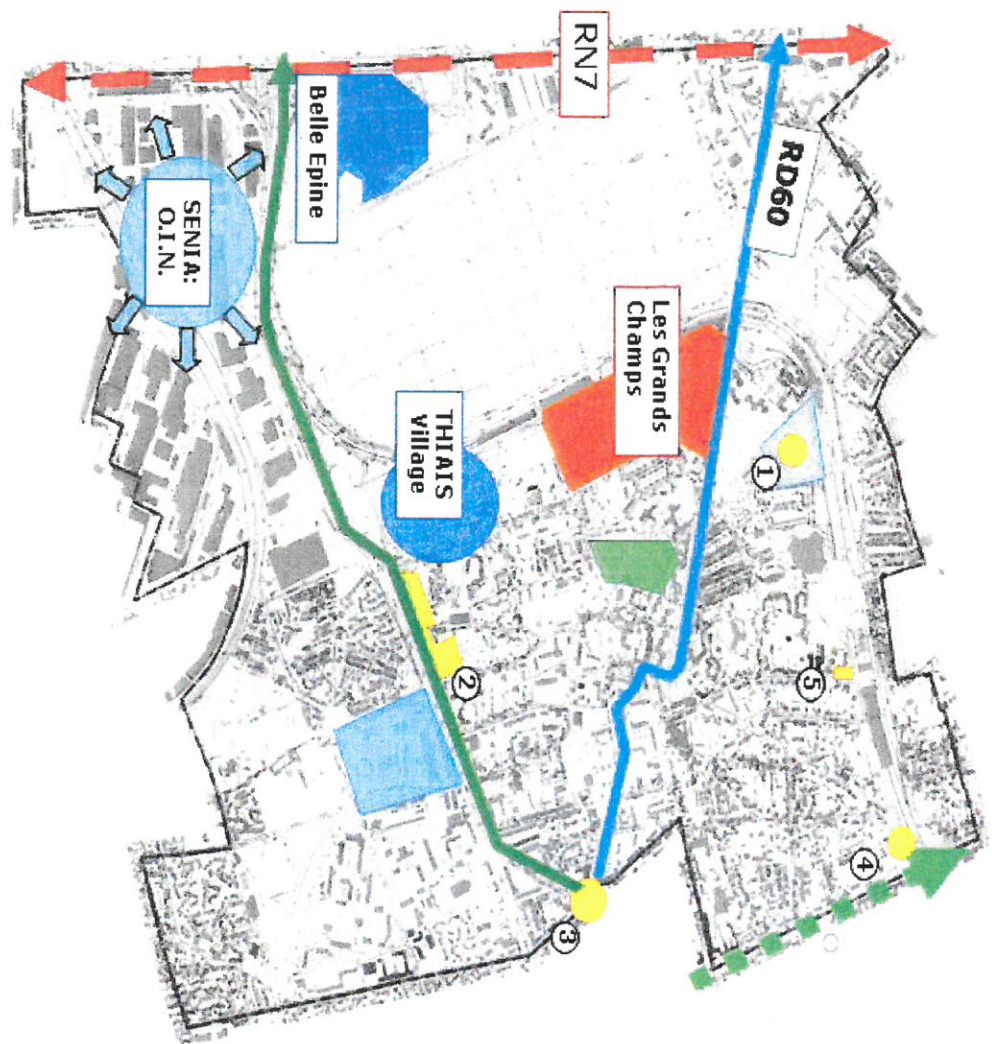 RN7
RD60
Belle Epine
SENIA:
O.I.N.
Les Grands
Champs
THIAIS
Village
1
2
3
4
5